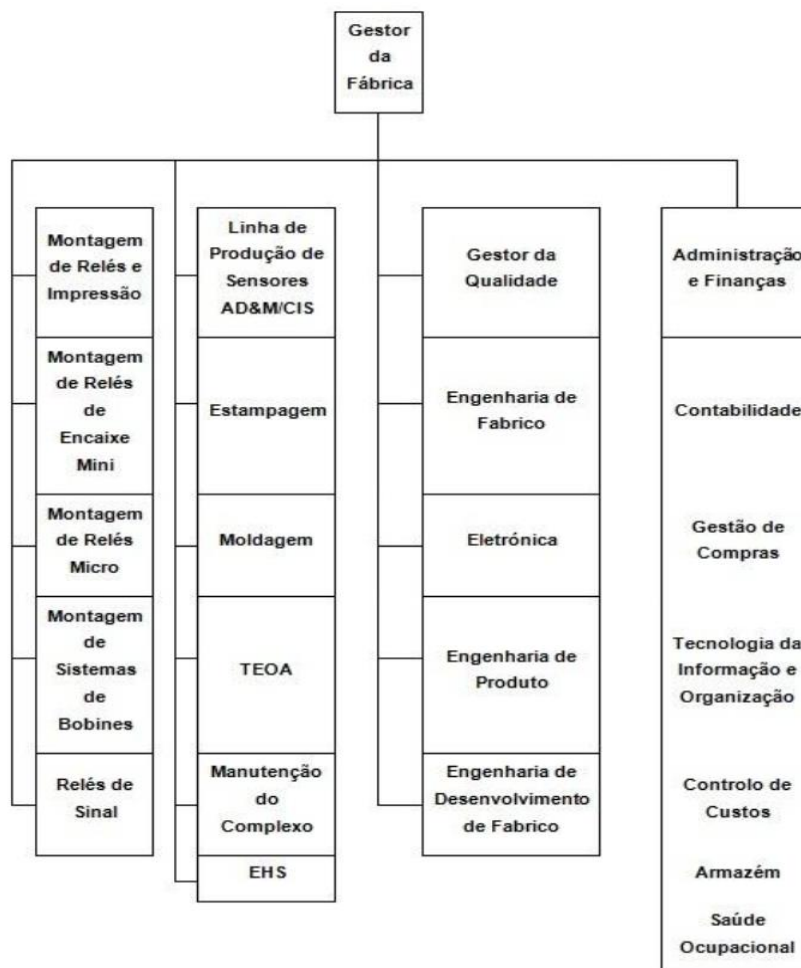 Gestor
da
Fábrica
Montagem
de Relés e
Impressão
Montagem
de Relés
de
Encaixe
Mini
Montagem
de Relés
Micro
Montagem
de
Sistemas
de
Bobines
Relés de
Sinal
Linha de
Produção de
Sensores
AD&M/CIS
Estampagem
Moldagem
TEOA
Manutenção
do
Complexo
EHS
Gestor da
Qualidade
Engenharia de
Fabrico
Eletrónica
Engenharia de
Produto
Engenharia de
Desenvolvimento
de Fabrico
Administração
e Finanças
Contabilidade
Gestão de
Compras
Tecnologia da
Informação e
Organização
Controlo de
Custos
Armazém
Saúde
Ocupacional